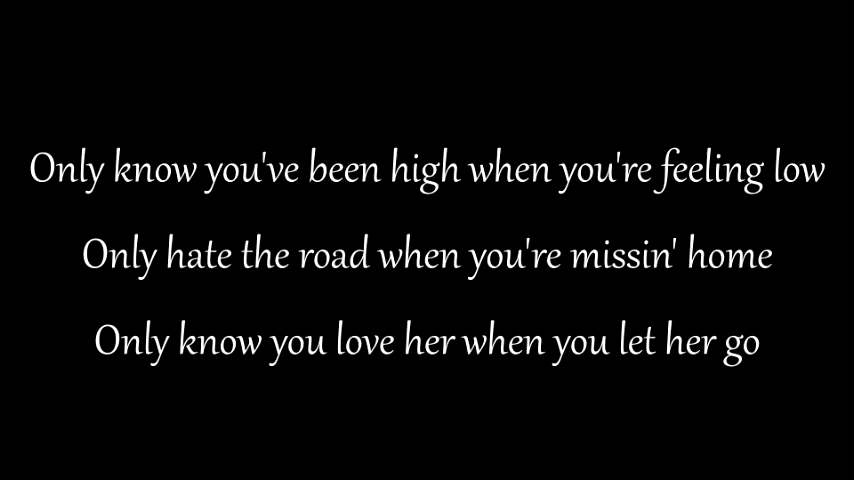 Only know you've been high when you're feeling low
Only hate the road when you're missin' home
Only know you love her when you let her go